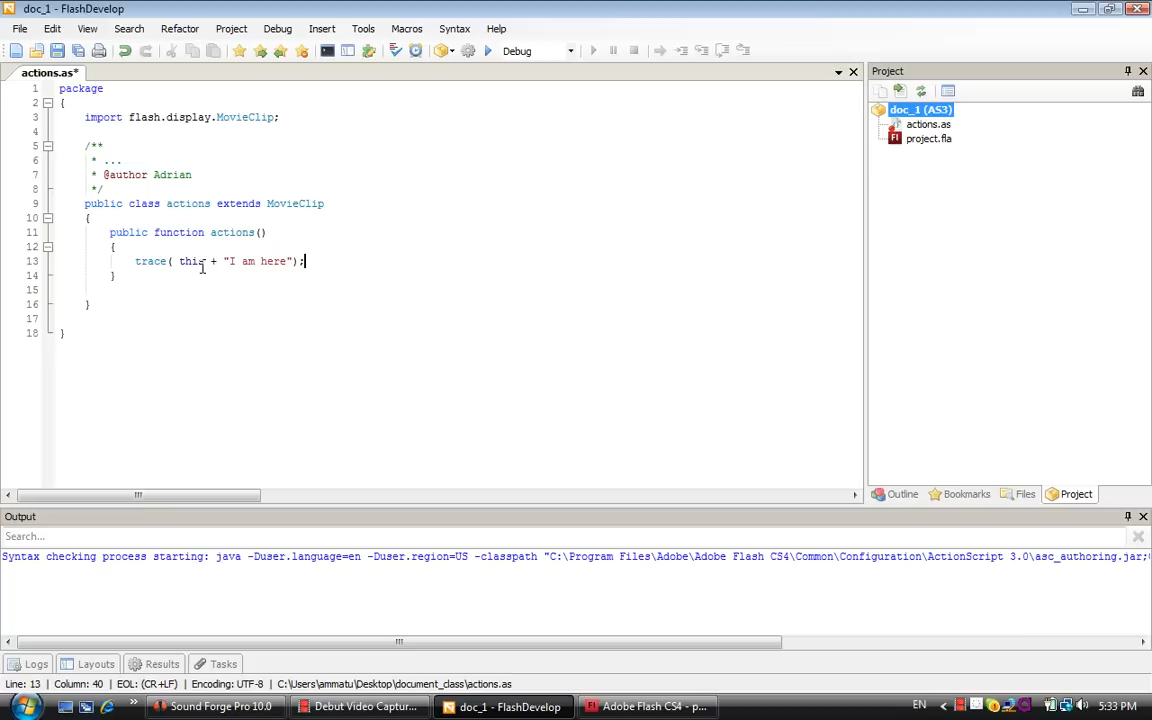 doc_1 - FlashDevelop
File Edit View Search Refactor Project Debug Insert Tools Macros Syntax Help
Debug
actions.as*
1 package
2 {
3 import flash.display.MovieClip;
4
5 /**
6 * ...
7 * @author Adrian
8 */
9 public class actions extends MovieClip
10 {
11 public function actions()
12 {
13 trace( this + "I am here");
14 }
15
16 }
17
18 }
Project
doc_1 (AS3)
actions.as
project.fla
Outline Bookmarks Files Project
Output
Search...
Syntax checking process starting: java -Duser.language=en -Duser.region=US -classpath "C:\Program Files\Adobe\Adobe Flash CS4\Common\Configuration\ActionScript 3.0\asc_authoring.jar;
Logs Layouts Results Tasks
Line: 13 Column: 40 EOL: (CR+LF) Encoding: UTF-8 C:\Users\ammatu\Desktop\document_class\actions.as
Sound Forge Pro 10.0 Debut Video Captur... doc_1 - FlashDevelop Adobe Flash CS4 - p... EN 5:33 PM